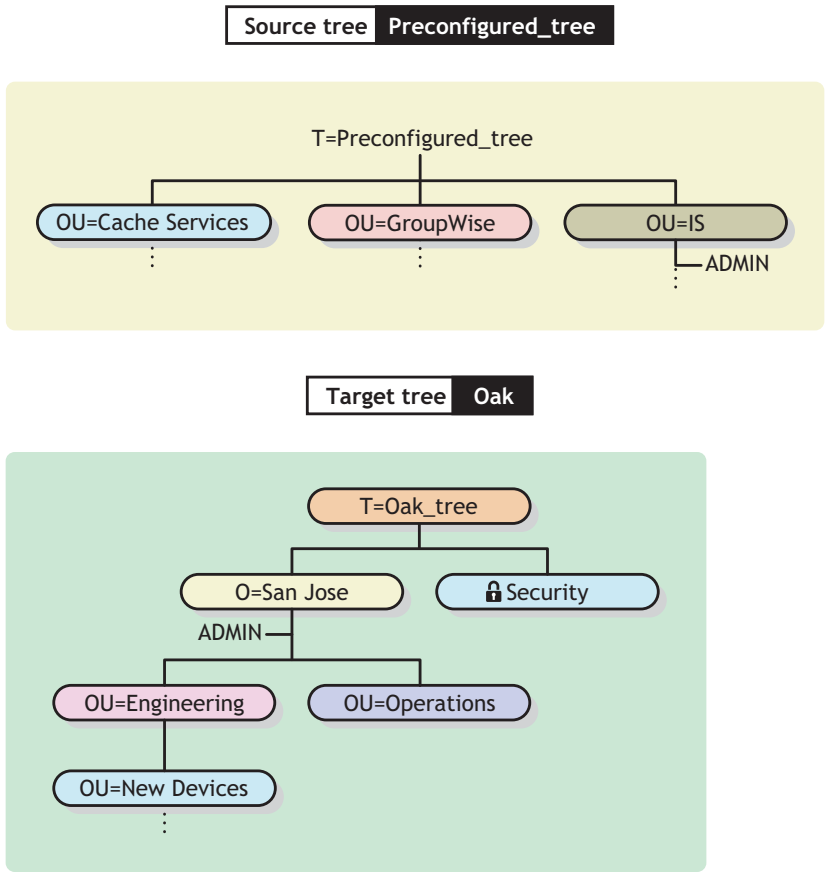 Source tree Preconfigured_tree
T=Preconfigured_tree
OU=Cache Services OU=GroupWise OU=IS
ADMIN
Target tree Oak
T=Oak_tree
O=San Jose Security
ADMIN
OU=Engineering OU=Operations
OU=New Devices